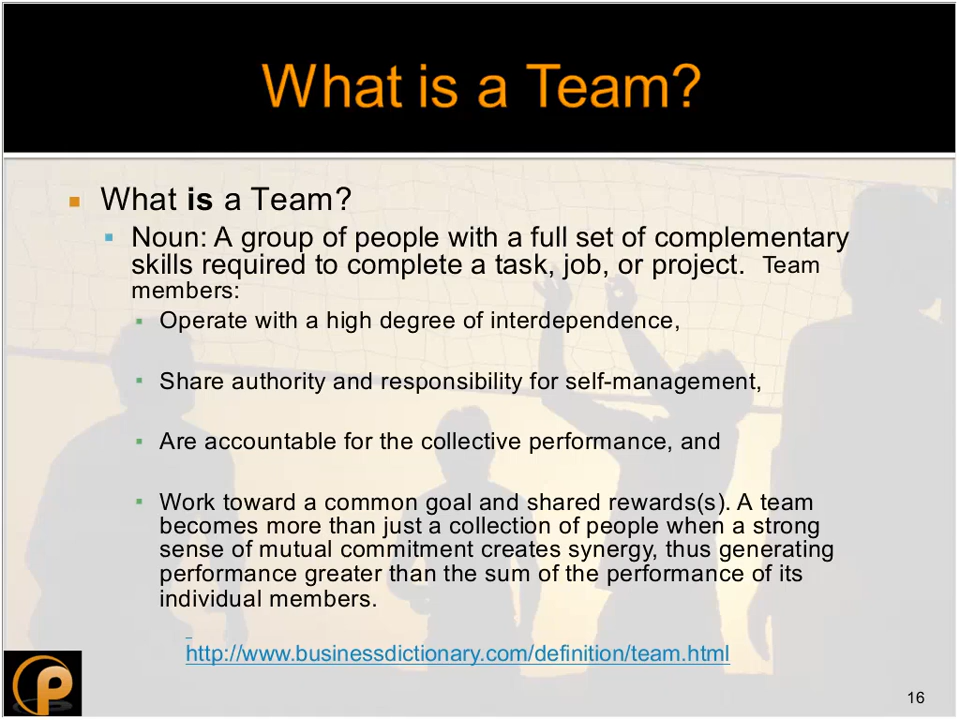 What is a Team?
What is a Team?
Noun: A group of people with a full set of complementary
skills required to complete a task, job, or project. Team
members:
Operate with a high degree of interdependence,
Share authority and responsibility for self-management,
Are accountable for the collective performance, and
Work toward a common goal and shared rewards(s). A team
becomes more than just a collection of people when a strong
sense of mutual commitment creates synergy, thus generating
performance greater than the sum of the performance of its
individual members.
http://www.businessdictionary.com/definition/team.html
P
16